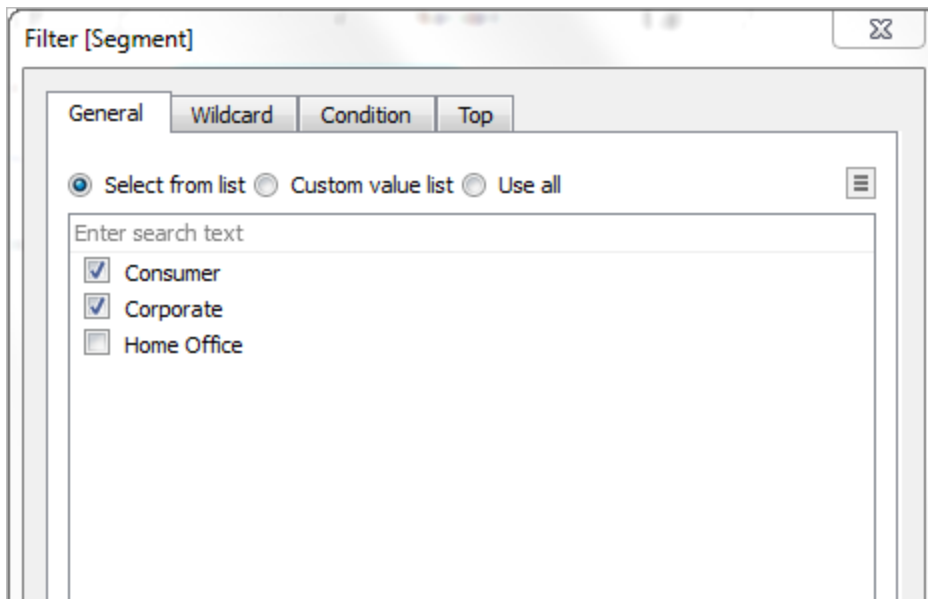 Filter [Segment]
General Wildcard Condition Top
Select from list Custom value list Use all
Enter search text
Consumer
Corporate
Home Office